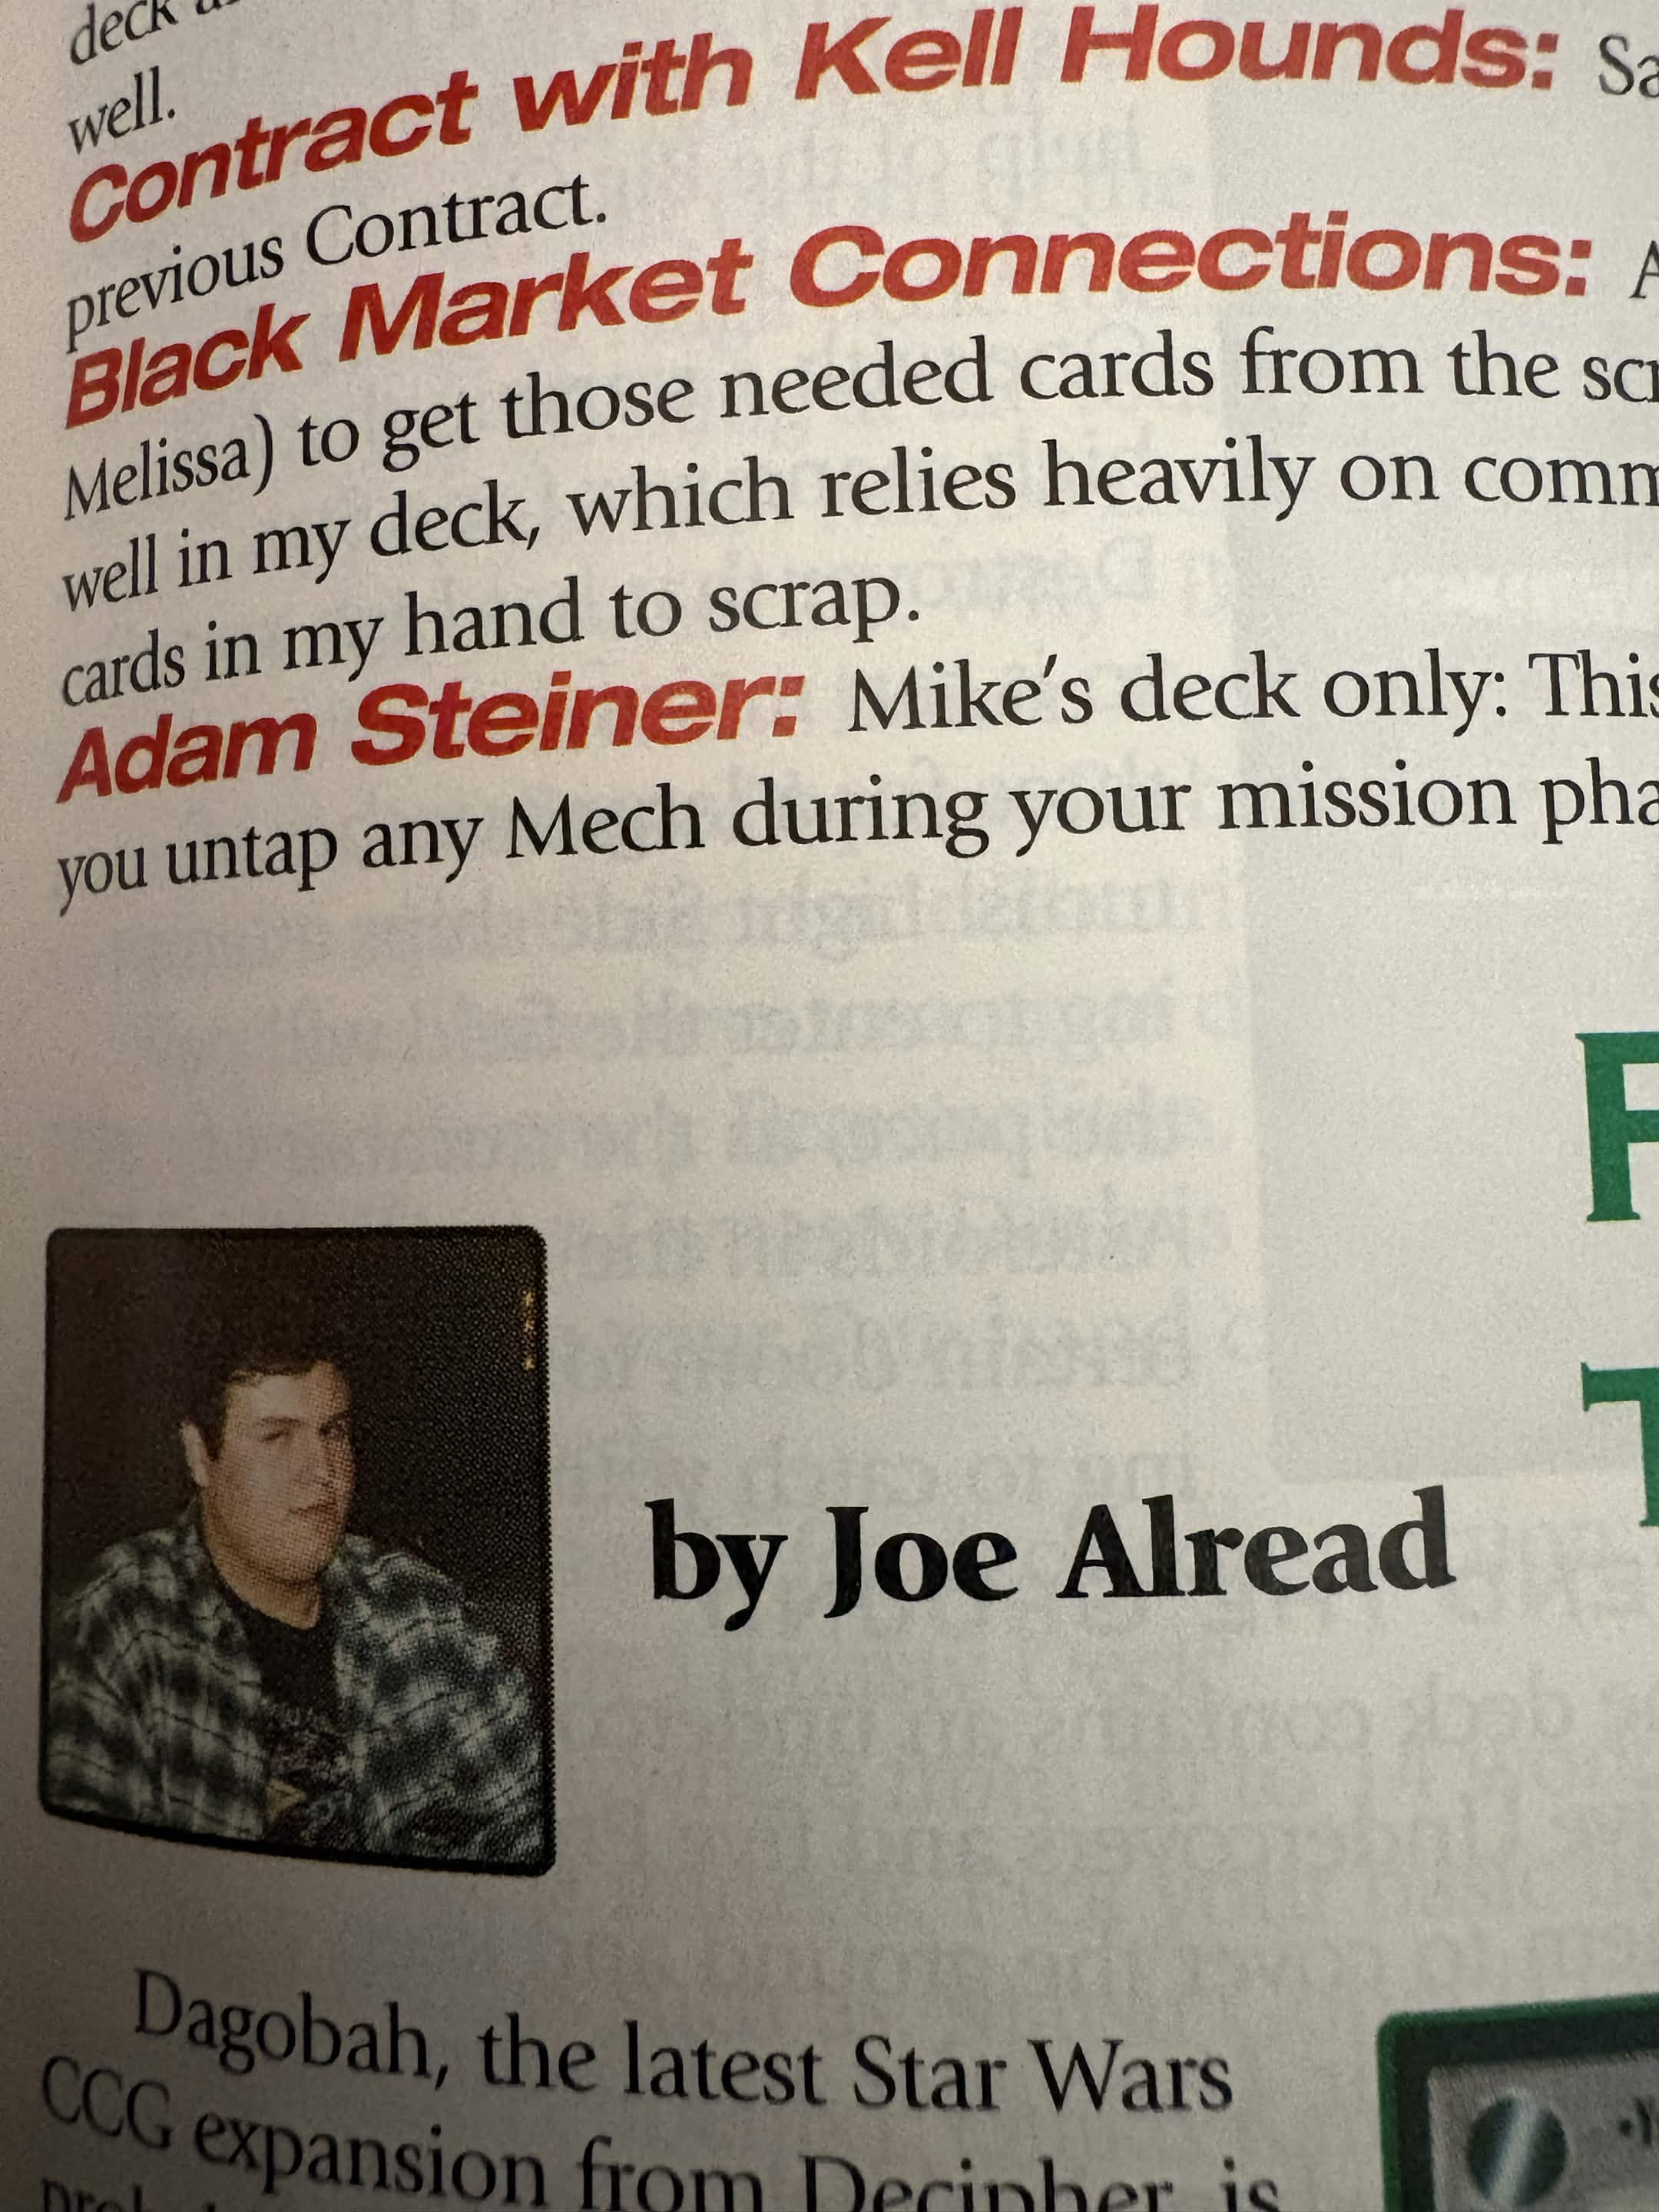 deck
well.
Contract with Kell Hounds:
previous Contract.
Black Market Connections:
Melissa) to get those needed cards from the
well in my deck, which relies heavily on
cards in my hand to scrap.
Adam Steiner: Mike's deck only: This
you untap any Mech during your mission
F
T
by Joe Alread
Dagobah, the latest Star Wars
CCG expansion from Decipher, is